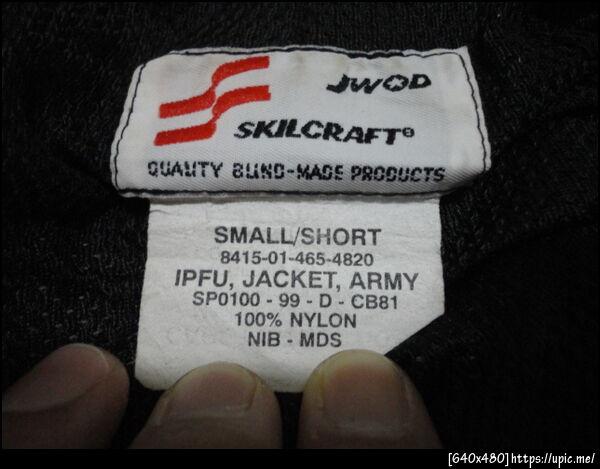 JWOD
SKILCRAFT®
QUALITY BLIND-MADE PRODUCTS
SMALL/SHORT
8415-01-465-4820
IPFU, JACKET, ARMY
SP0100 - 99 - D - CB81
100% NYLON
NIB - MDS
[640x480]https://upic.me/